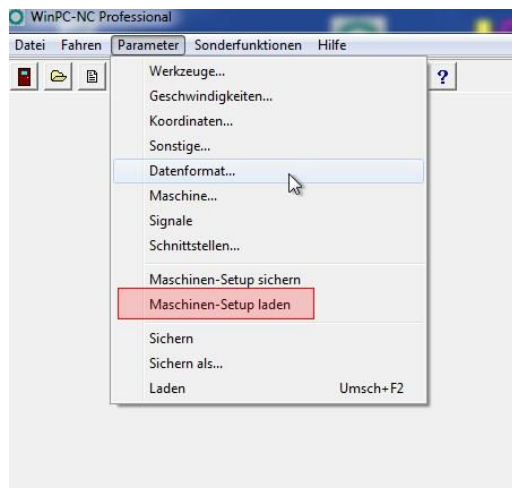 WinPC-NC Professional
Datei Fahren Parameter Sonderfunktionen Hilfe
?
Werkzeuge...
Geschwindigkeiten...
Koordinaten...
Sonstige...
Datenformat...
Maschine...
Signale
Schnittstellen...
Maschinen-Setup sichern
Maschinen-Setup laden
Sichern
Sichern als...
Laden Umsch+F2